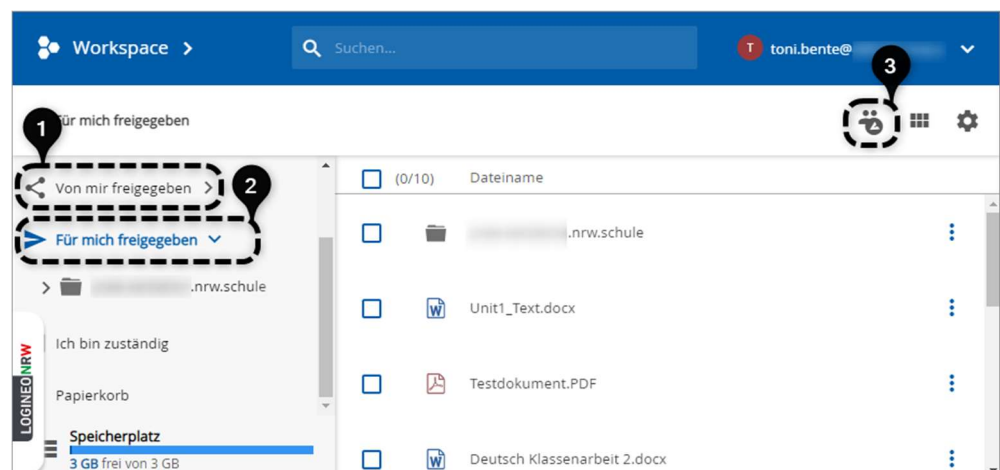 Workspace
Suchen...
T toni.bente@
3
Für mich freigegeben
1
Von mir freigegeben
2
(0/10) Dateiname
Für mich freigegeben
.nrw.schule
.nrw.schule
Unit1_Text.docx
Ich bin zuständig
Testdokument.PDF
Papierkorb
LOGINEO NRW
Speicherplatz
3 GB frei von 3 GB
Deutsch Klassenarbeit 2.docx